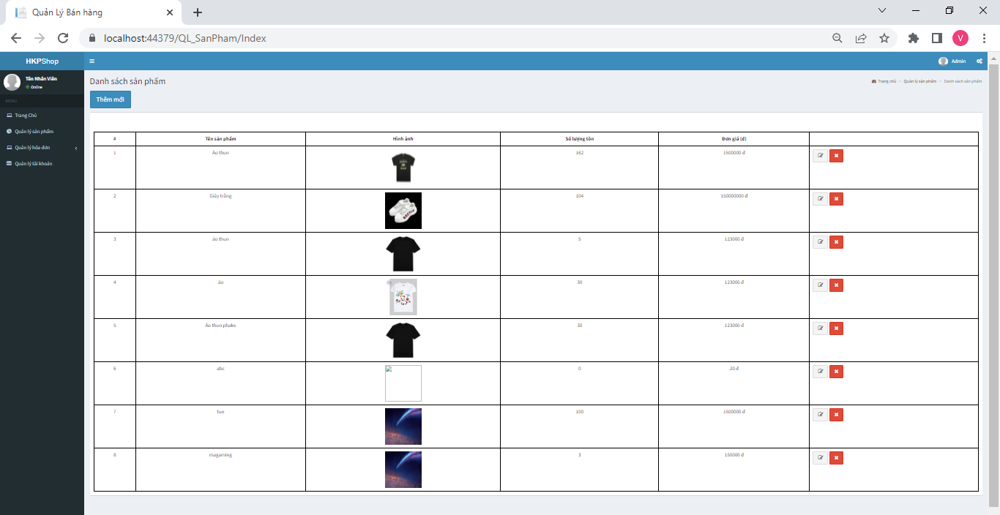 Quản Lý Bán hàng
localhost:44379/QL_SanPham/Index
V
HKPShop
Admin
Tên Nhân Viên
Online
MENU
Trang Chủ
Quản lý sản phẩm
Quản lý hóa đơn
Quản lý tài khoản
Danh sách sản phẩm
Trang chủ > Quản lý sản phẩm > Danh sách sản phẩm
Thêm mới
# Tên sản phẩm Hình ảnh Số lượng tồn Đơn giá (đ)
1 Áo thun 162 1500000 đ
2 Giày trắng 104 150000000 đ
3 áo thun 5 123000 đ
4 áo 30 123000 đ
5 Áo thun phake 30 123000 đ
6 abc 0 20 đ
7 tun 100 1500000 đ
8 magaming 3 150000 đ